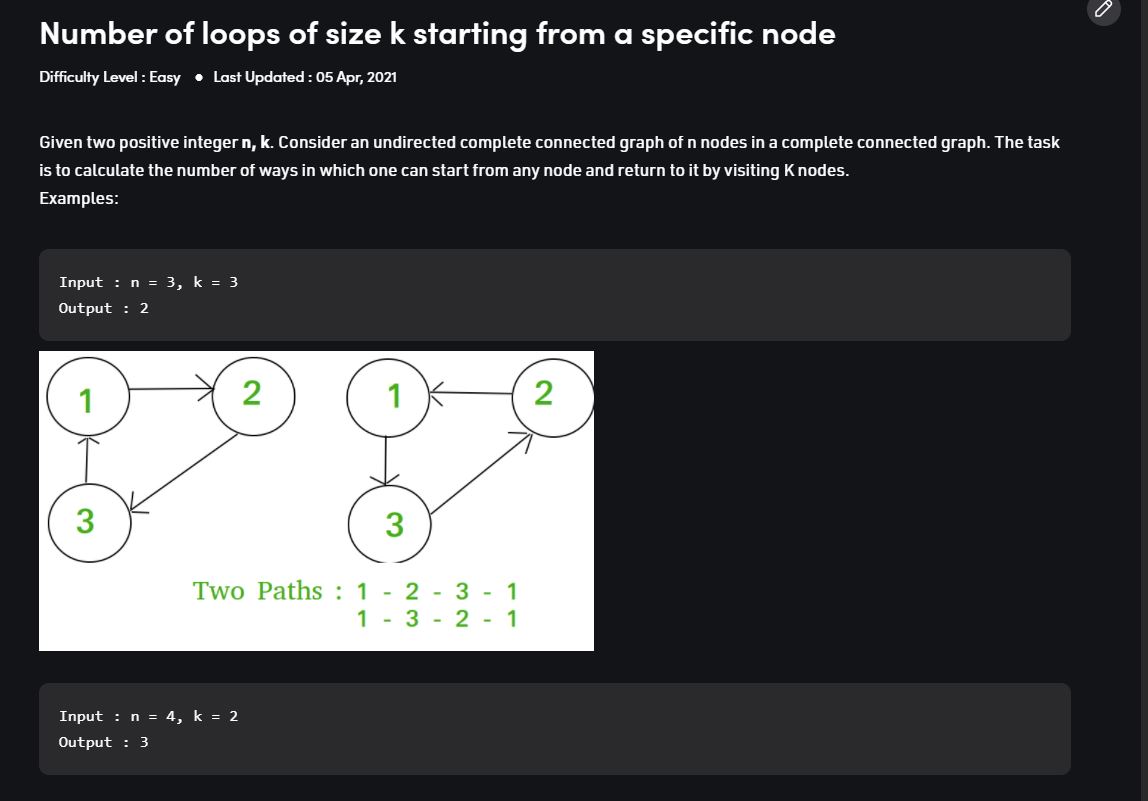 Number of loops of size k starting from a specific node
Difficulty Level : Easy ● Last Updated : 05 Apr, 2021
Given two positive integer n, k. Consider an undirected complete connected graph of n nodes in a complete connected graph. The task
is to calculate the number of ways in which one can start from any node and return to it by visiting K nodes.
Examples:
Input : n = 3, k = 3
Output : 2
1 2 1 2
3 3
Two Paths : 1 - 2 - 3 - 1
1 - 3 - 2 - 1
Input : n = 4, k = 2
Output : 3